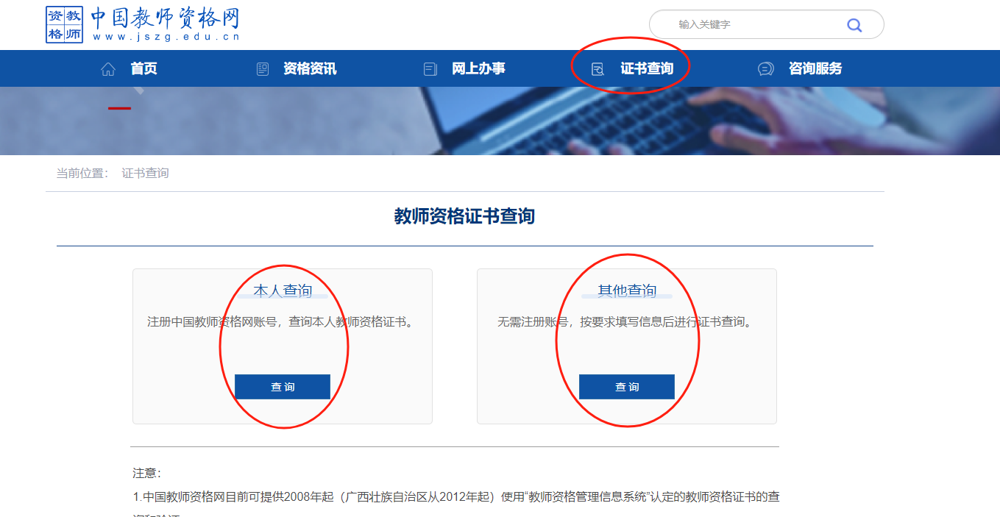 资教
格师
中国教师资格网
www.jszg.edu.cn
输入关键字
首页 资格资讯 网上办事 证书查询 咨询服务
当前位置： 证书查询
教师资格证书查询
本人查询
注册中国教师资格网账号，查询本人教师资格证书。
查 询
其他查询
无需注册账号，按要求填写信息后进行证书查询。
查 询
注意：
1.中国教师资格网目前可提供2008年起（广西壮族自治区从2012年起）使用“教师资格管理信息系统”认定的教师资格证书的查